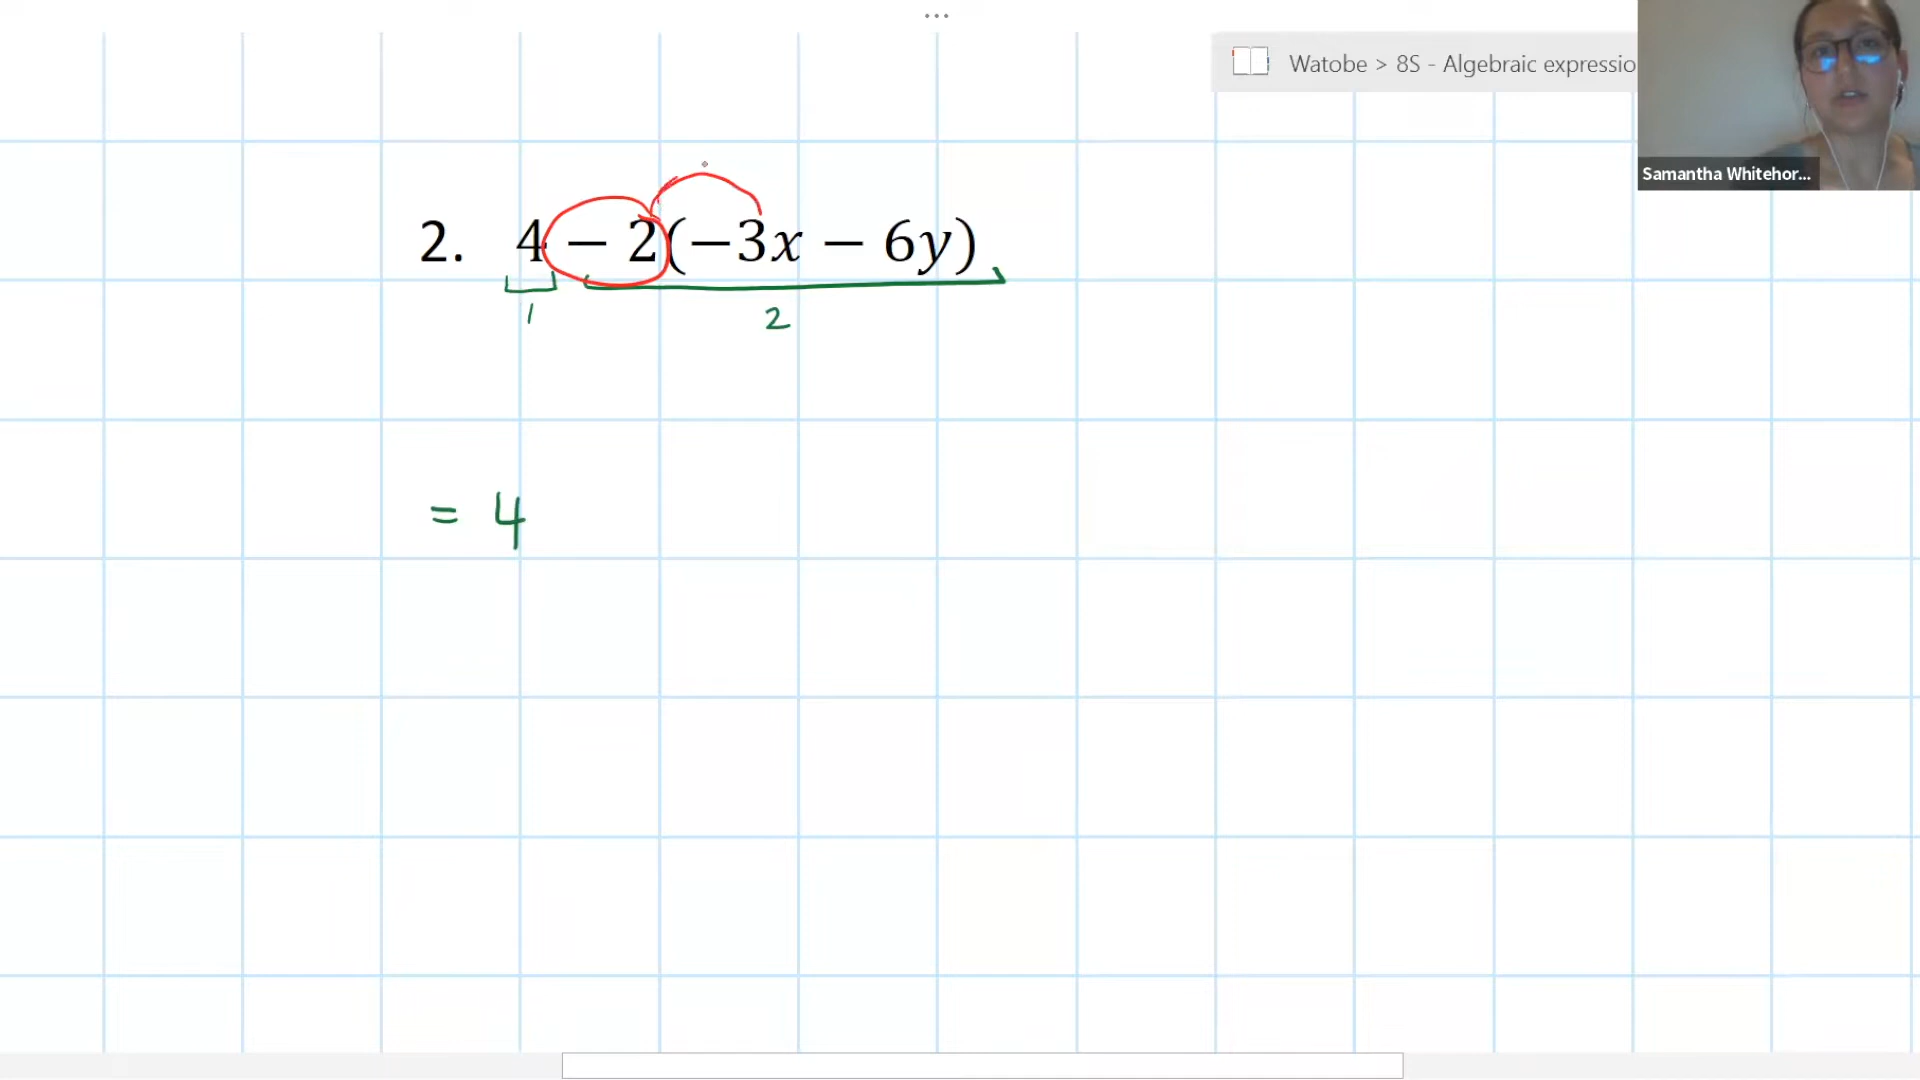 ...
Watobe > 8S - Algebraic expressio
Samantha Whitehor...
2. 4 − 2(−3x − 6y)
1 2
= 4